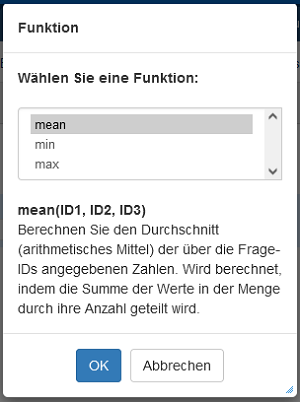 Funktion
Wählen Sie eine Funktion:
mean
min
max
mean(ID1, ID2, ID3)
Berechnen Sie den Durchschnitt
(arithmetisches Mittel) der über die Frage-
IDs angegebenen Zahlen. Wird berechnet,
indem die Summe der Werte in der Menge
durch ihre Anzahl geteilt wird.
OK
Abbrechen